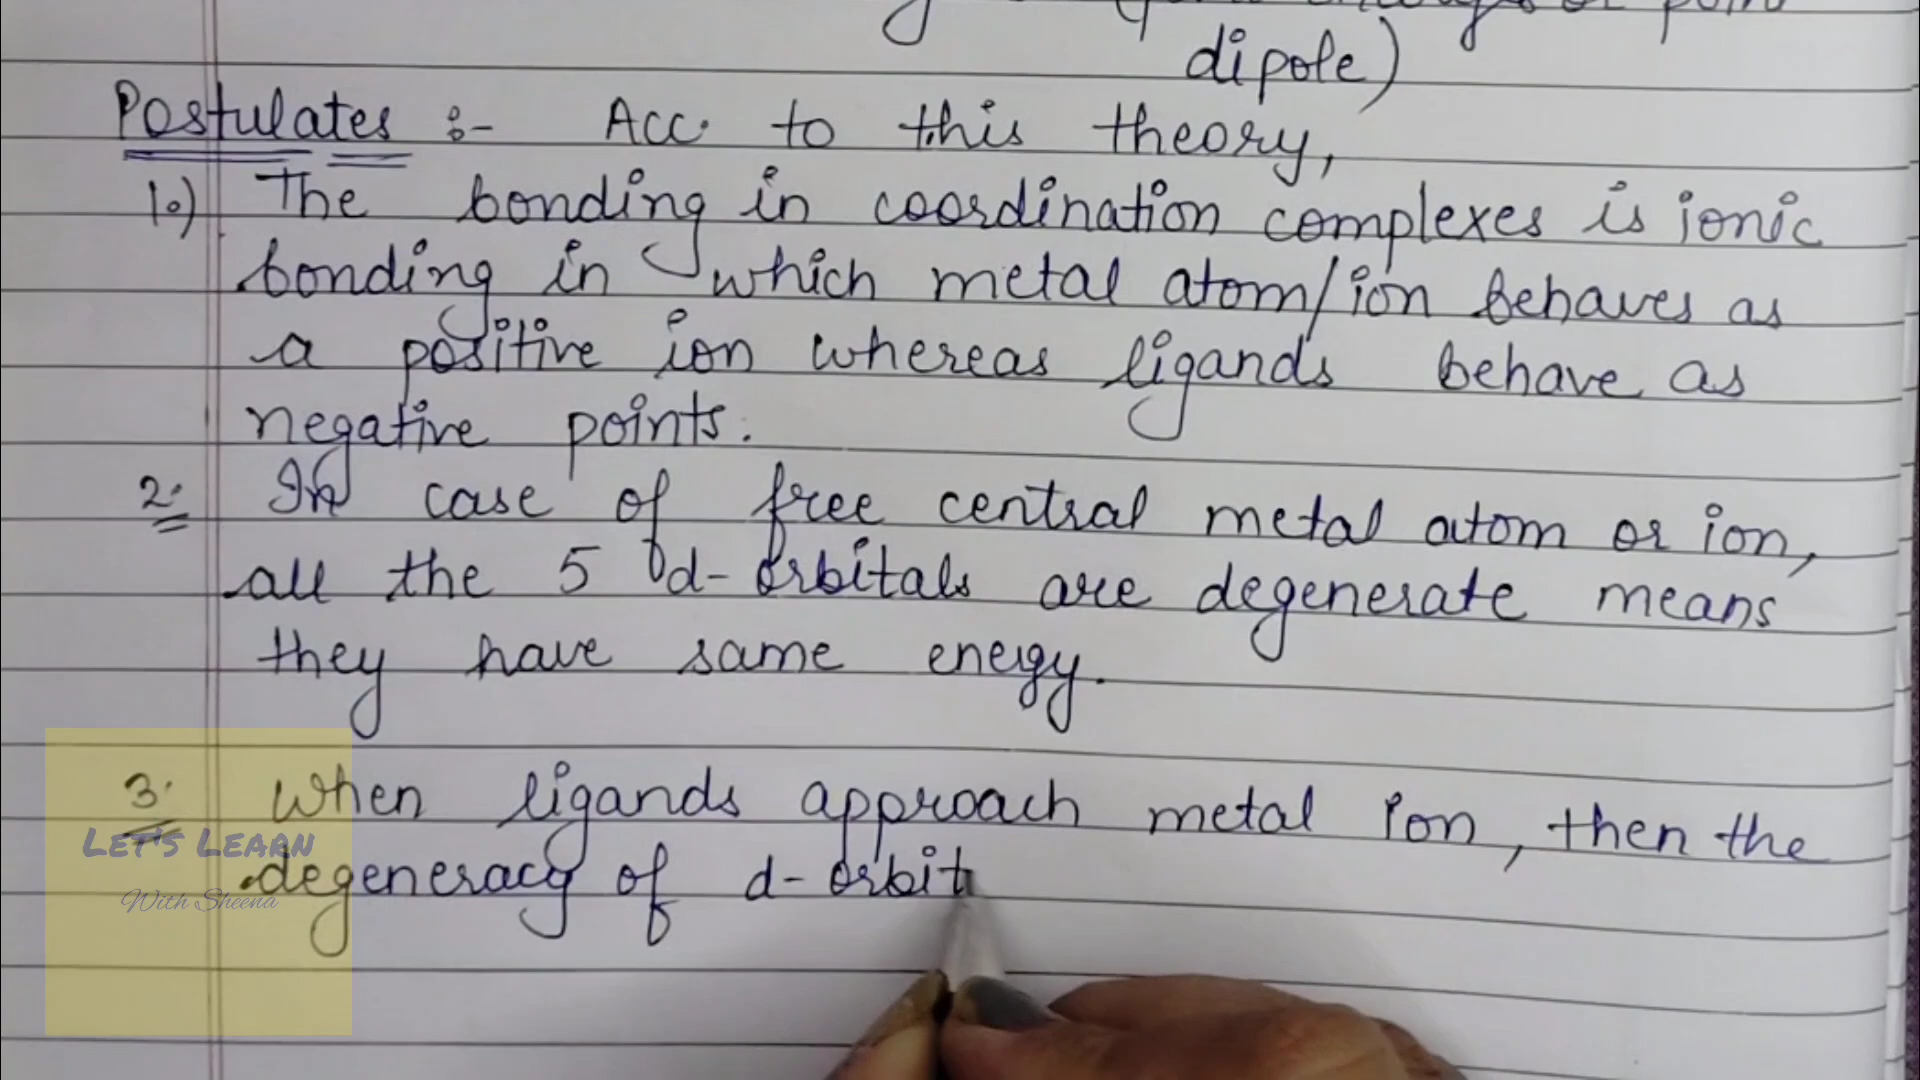 dipole)
Postulates :- Acc. to this theory,
1.) The bonding in coordination complexes is ionic
bonding in which metal atom/ion behaves as
a positive ion whereas ligands behave as
negative points.
2. In case of free central metal atom or ion,
all the 5 d-orbitals are degenerate means
they have same energy.
3. When ligands approach metal ion, then the
degeneracy of d-orbit
LET'S LEARN
With Sheena